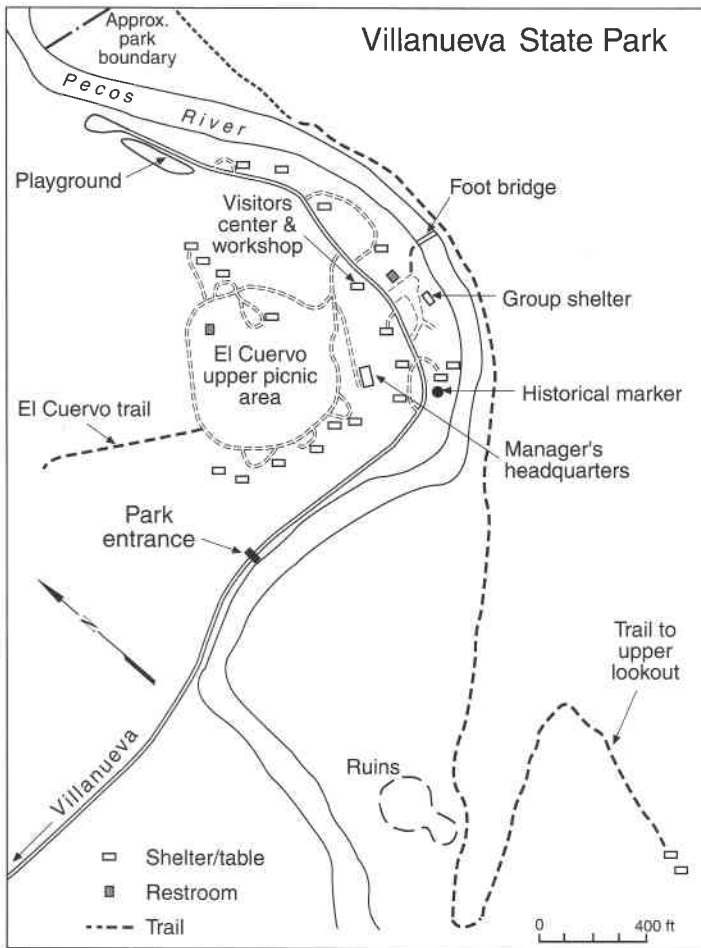 Approx.
park
boundary
Villanueva State Park
Pecos
River
Playground
Visitors
center &
workshop
Foot bridge
Group shelter
El Cuervo
upper picnic
area
Historical marker
El Cuervo trail
Manager's
headquarters
Park
entrance
N
Trail to
upper
lookout
Ruins
Villanueva
Shelter/table
Restroom
Trail
0 400 ft